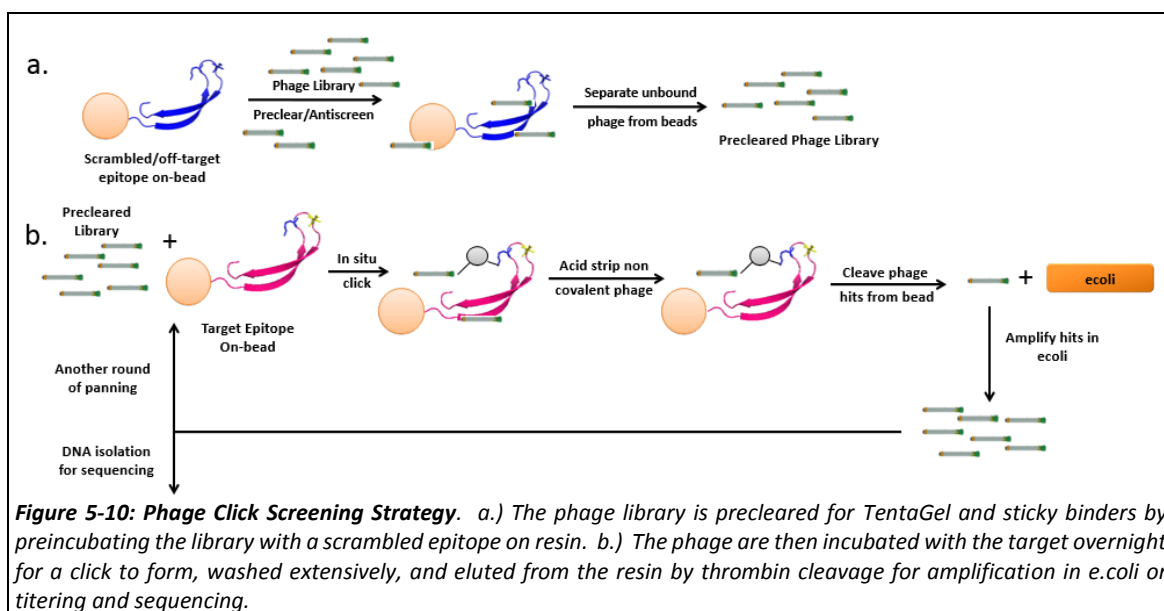 a.
Phage Library
Preclear/Antiscreen
Separate unbound
phage from beads
Scrambled/off-target
epitope on-bead
Precleared Phage Library
b.
Precleared
Library
+
Target Epitope
On-bead
In situ
click
Acid strip non
covalent phage
Cleave phage
hits from bead
+
ecoli
Amplify hits in
ecoli
Another round
of panning
DNA isolation
for sequencing
Figure 5-10: Phage Click Screening Strategy. a.) The phage library is precleared for TentaGel and sticky binders by
preincubating the library with a scrambled epitope on resin. b.) The phage are then incubated with the target overnight
for a click to form, washed extensively, and eluted from the resin by thrombin cleavage for amplification in e.coli or
titering and sequencing.